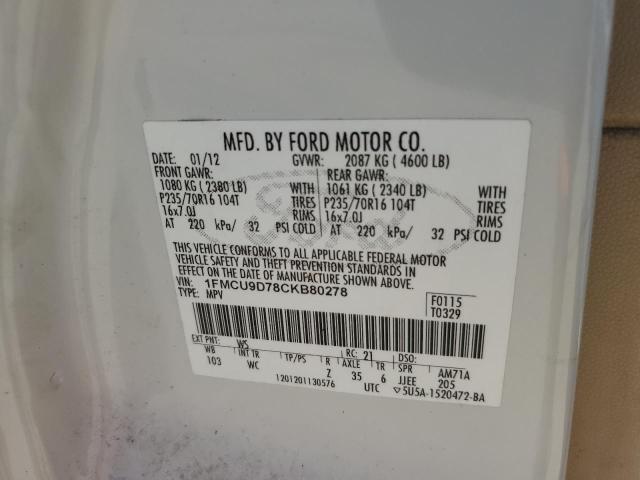 MFD. BY FORD MOTOR CO.
DATE: 01/12 GVWR: 2087 KG ( 4600 LB)
FRONT GAWR: REAR GAWR:
1080 KG ( 2380 LB) WITH 1061 KG ( 2340 LB) WITH
P235/70R16 104T TIRES P235/70R16 104T TIRES
16x7.0J RIMS 16x7.0J RIMS
AT 220 kPa/ 32 PSI COLD AT 220 kPa/ 32 PSI COLD
THIS VEHICLE CONFORMS TO ALL APPLICABLE FEDERAL MOTOR
VEHICLE SAFETY AND THEFT PREVENTION STANDARDS IN
EFFECT ON THE DATE OF MANUFACTURE SHOWN ABOVE.
VIN: 1FMCU9D78CKB80278 F0115
TYPE: MPV T0329
EXT PNT: WS RC: 21 DSO:
WB INT TR TP/PS R AXLE TR SPR AM71A
103 WC Z 35 6 JJEE 205
1201201130576 UTC ▽5U5A-1520472-BA
Ford